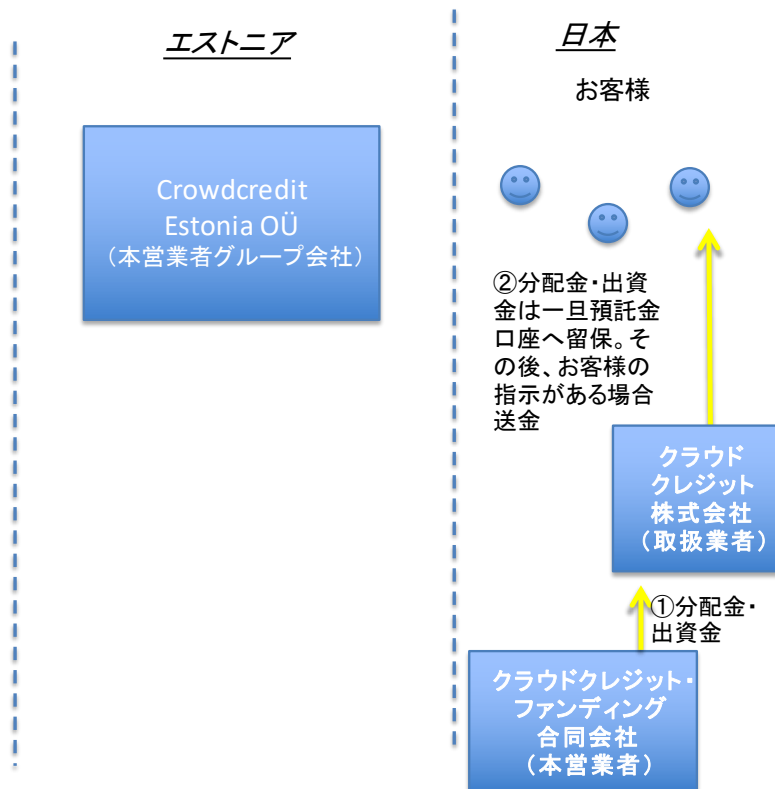 エストニア
日本
お客様
Crowdcredit
Estonia OÜ
（本営業者グループ会社）
②分配金・出資
金は一旦預託金
口座へ留保。そ
の後、お客様の
指示がある場合
送金
クラウド
クレジット
株式会社
（取扱業者）
①分配金・
出資金
クラウドクレジット・
ファンディング
合同会社
（本営業者）